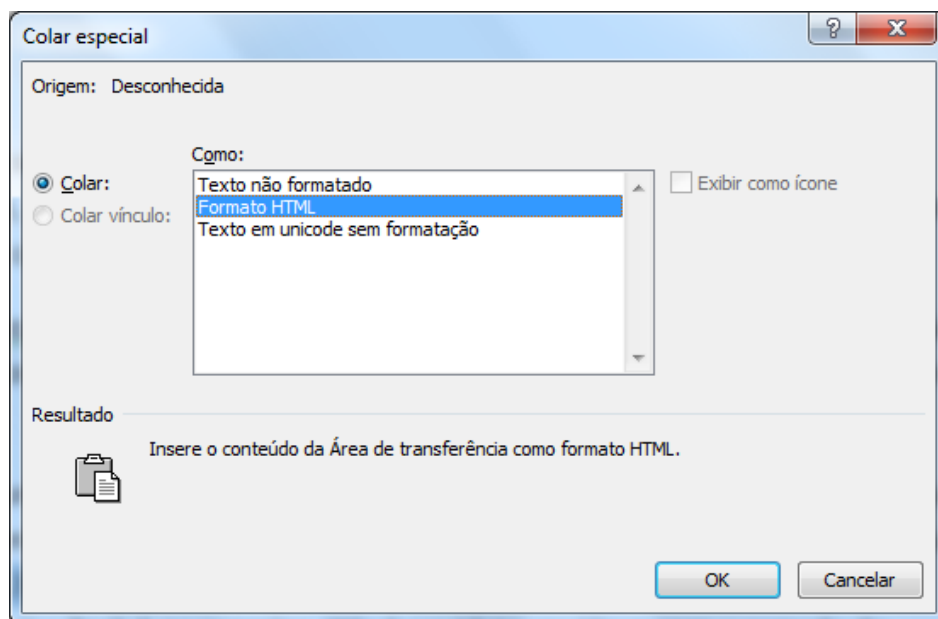 Colar especial
Origem: Desconhecida
Como:
Colar:
Colar vínculo:
Texto não formatado
Formato HTML
Texto em unicode sem formatação
Exibir como ícone
Resultado
Insere o conteúdo da Área de transferência como formato HTML.
OK
Cancelar